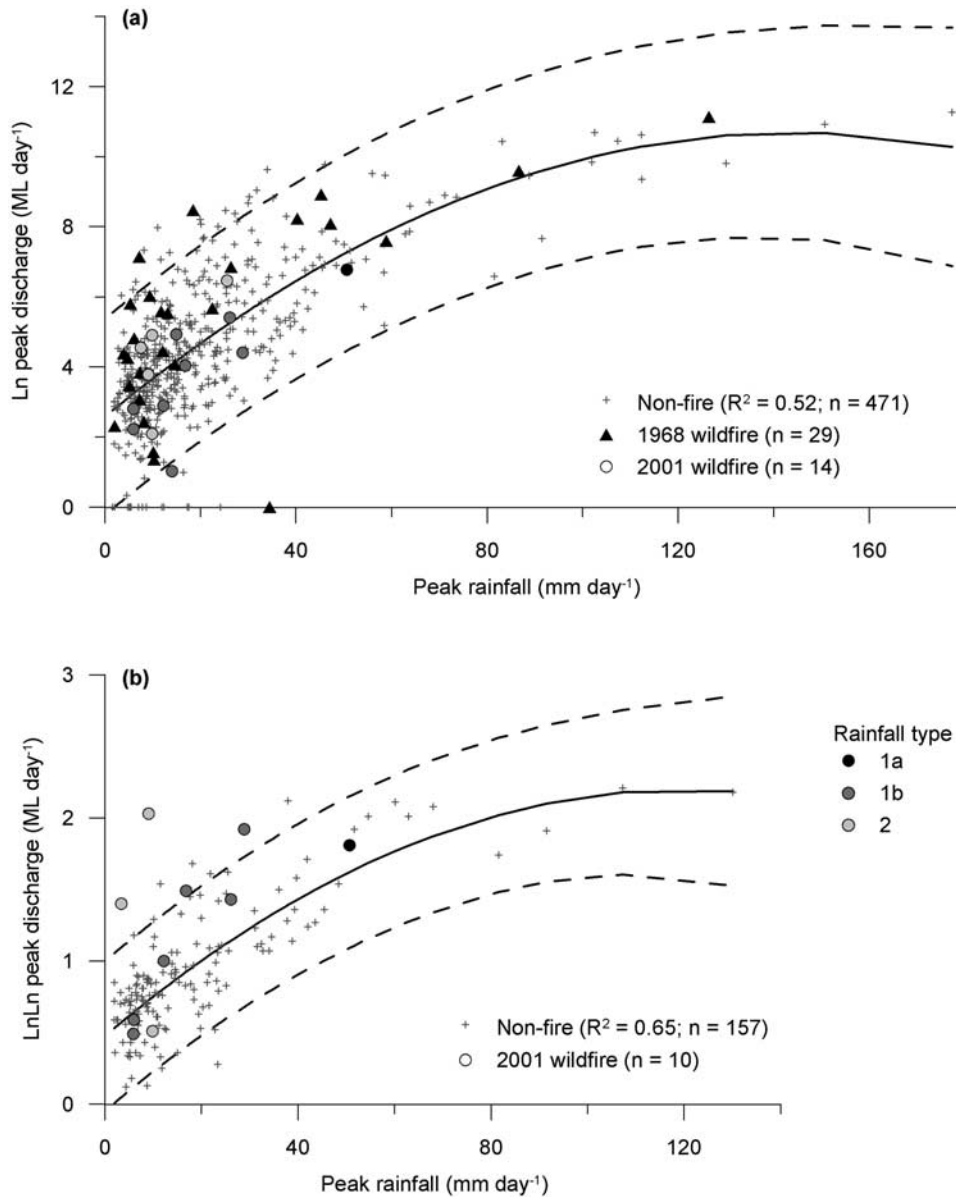 (a)
Ln peak discharge (ML day⁻¹)
12
8
4
0
Non-fire (R² = 0.52; n = 471)
1968 wildfire (n = 29)
2001 wildfire (n = 14)
0 40 80 120 160
Peak rainfall (mm day⁻¹)
(b)
LnLn peak discharge (ML day⁻¹)
3
2
1
0
Rainfall type
1a
1b
2
Non-fire (R² = 0.65; n = 157)
2001 wildfire (n = 10)
0 40 80 120
Peak rainfall (mm day⁻¹)